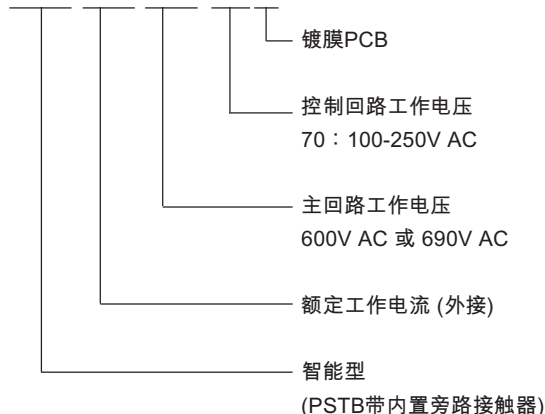 镀膜PCB
控制回路工作电压
70：100-250V AC
主回路工作电压
600V AC 或 690V AC
额定工作电流 (外接)
智能型
(PSTB带内置旁路接触器)